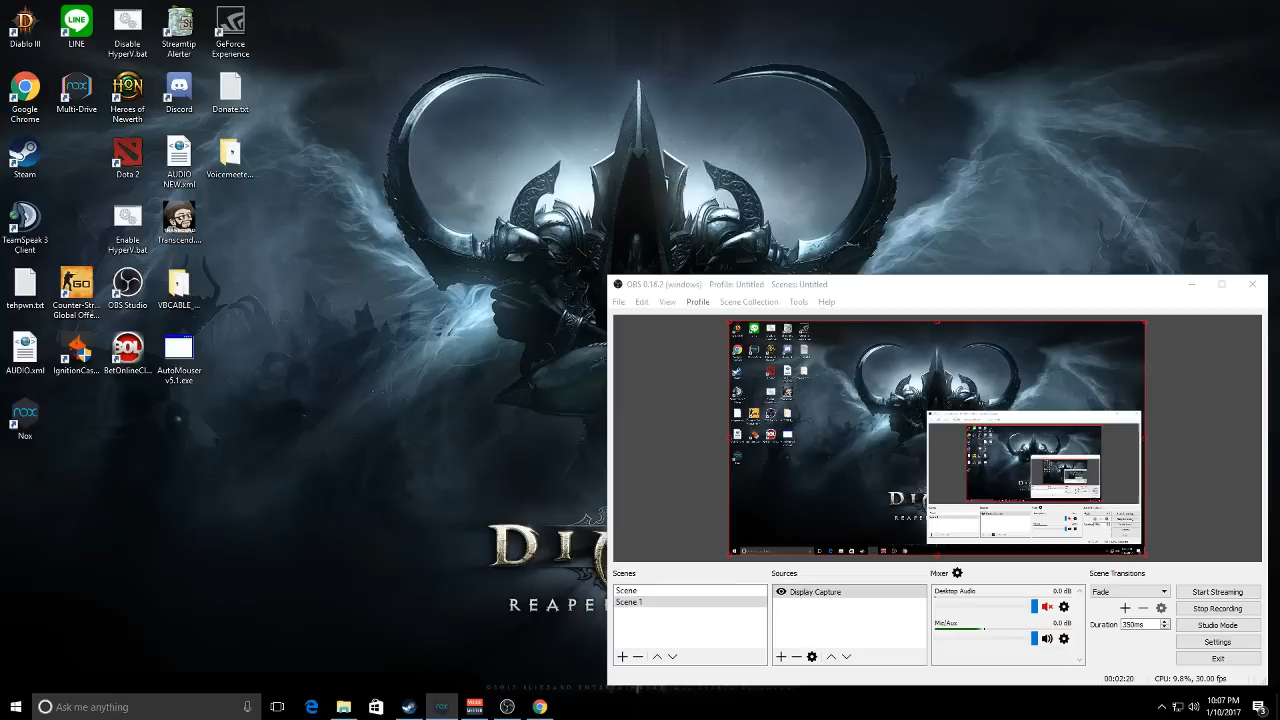 Diablo III
LINE
Disable
HyperV.bat
Streamtip
Alerter
GeForce
Experience
Google
Chrome
Multi-Drive
Heroes of
Newerth
Discord
Donate.txt
Steam
Dota 2
AUDIO
NEW.xml
Voicemeete...
TeamSpeak 3
Client
Enable
HyperV.bat
Transcend....
tehpwn.txt
Counter-Str...
Global Offe...
OBS Studio
VBCABLE_...
AUDIO.xml
IgnitionCas...
BetOnlineCl...
AutoMouser
v5.1.exe
Nox
OBS 0.16.2 (windows) Profile: Untitled Scenes: Untitled
File Edit View Profile Scene Collection Tools Help
Scenes
Scene
Scene 1
Sources
Display Capture
Mixer
Desktop Audio 0.0 dB
Mic/Aux 0.0 dB
Scene Transitions
Fade
Duration 350ms
Start Streaming
Stop Recording
Studio Mode
Settings
Exit
00:02:20 CPU: 9.8%, 30.00 fps
Ask me anything
10:07 PM
1/10/2017